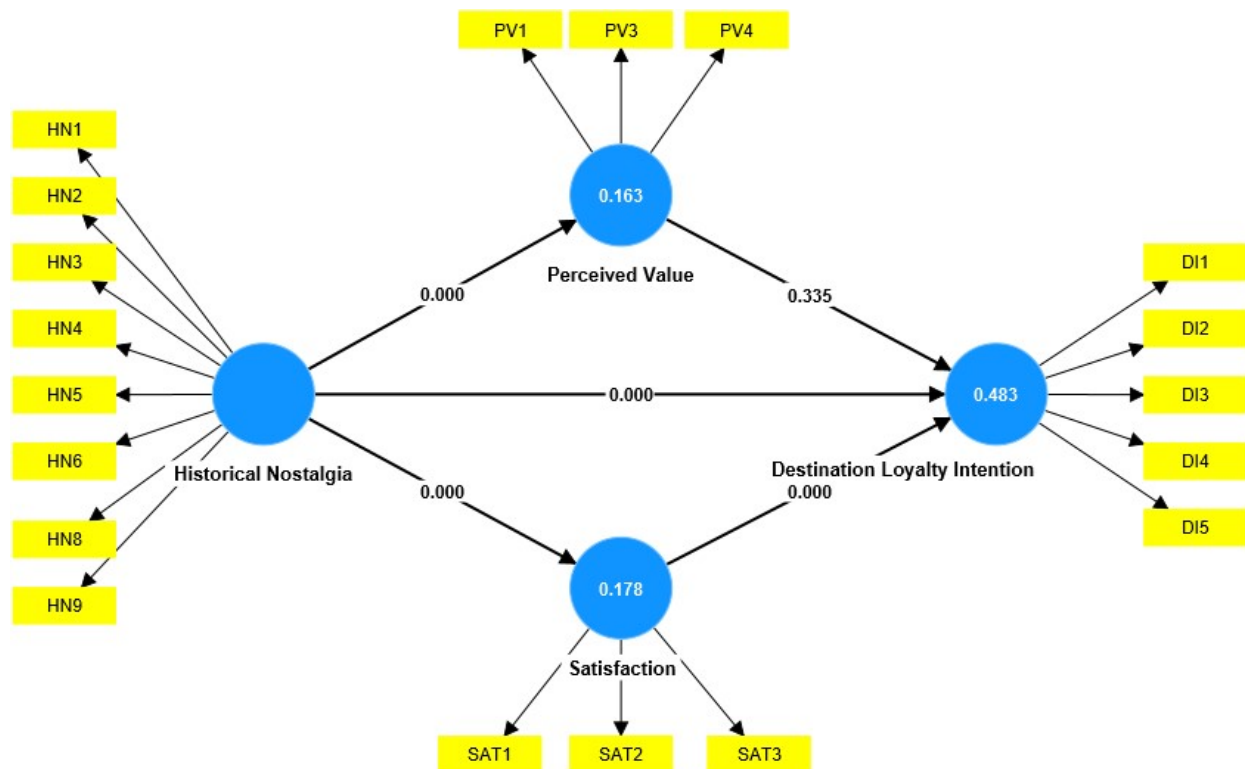 PV1
PV3
PV4
HN1
HN2
HN3
HN4
HN5
HN6
HN8
HN9
0.163
Perceived Value
0.000
0.335
0.000
Historical Nostalgia
0.483
Destination Loyalty Intention
0.000
0.000
0.178
Satisfaction
SAT1
SAT2
SAT3
DI1
DI2
DI3
DI4
DI5